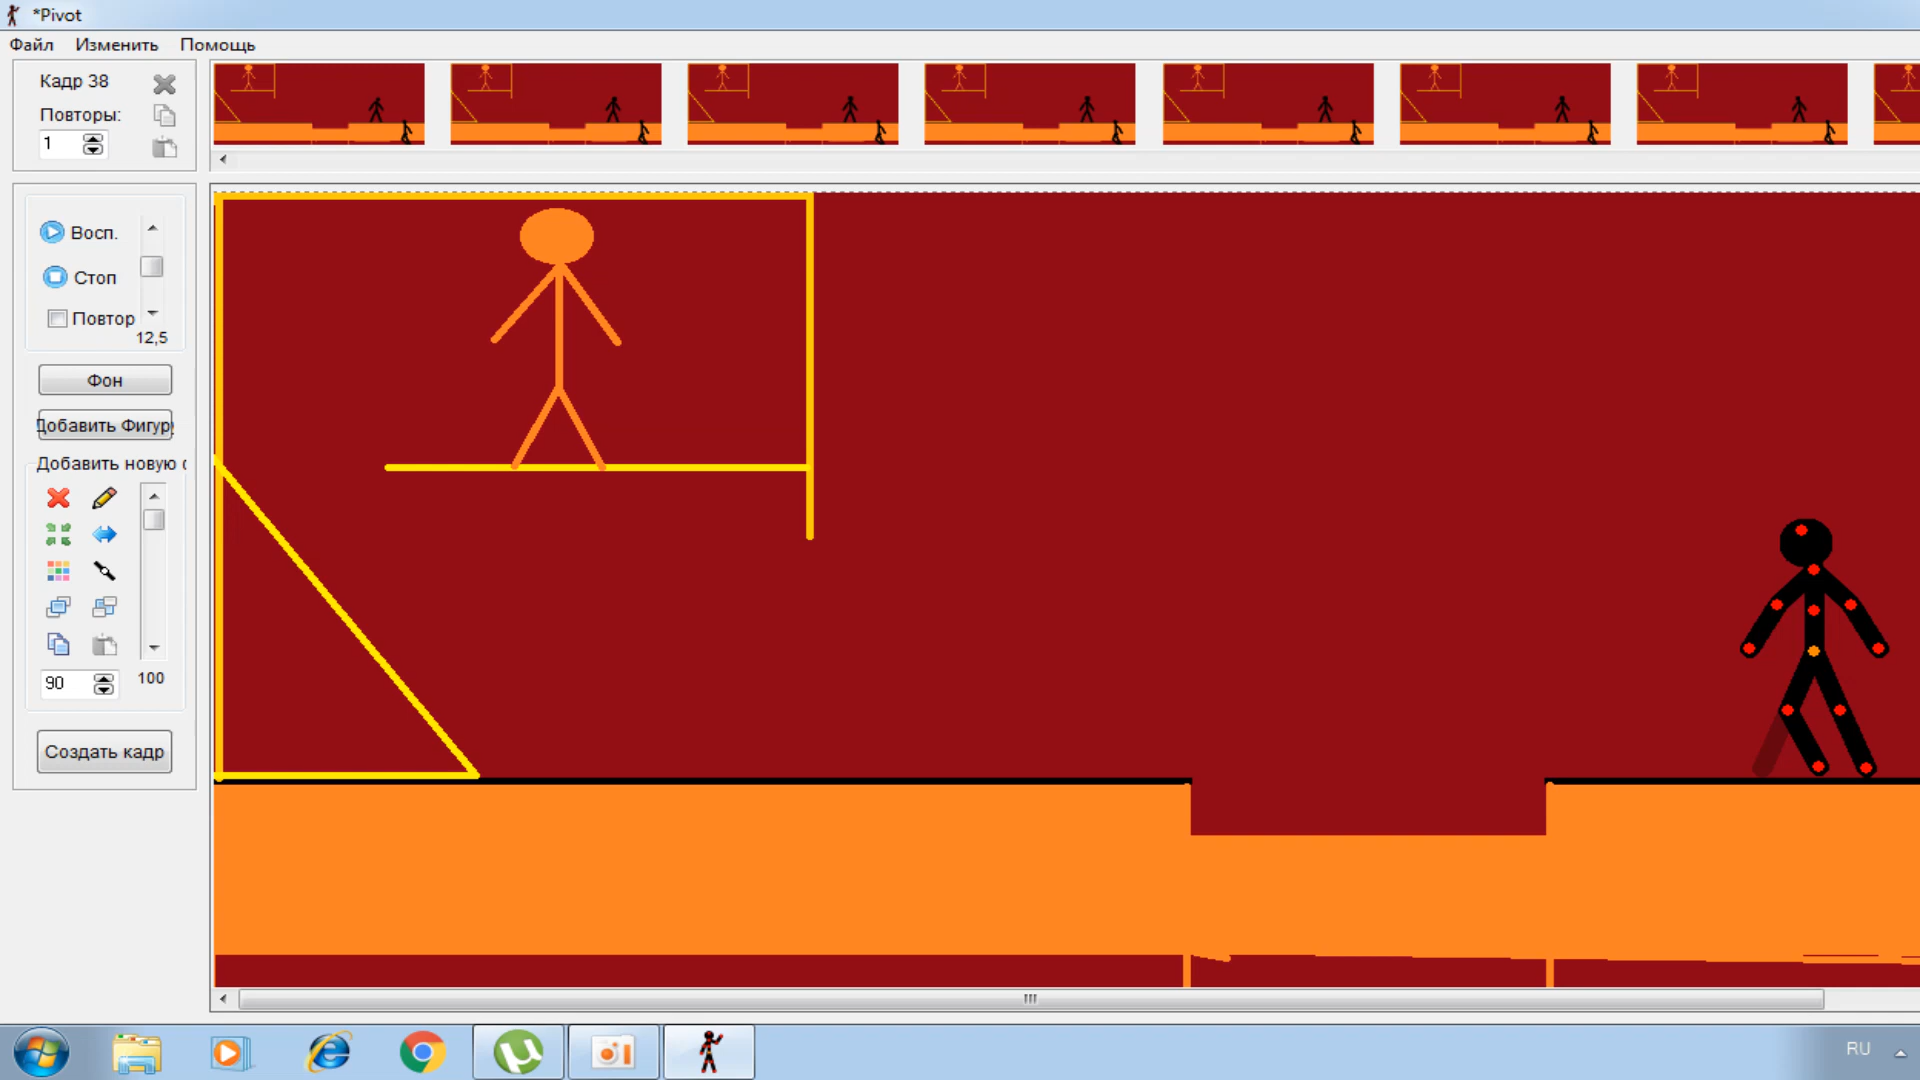 *Pivot
Файл Изменить Помощь
Кадр 38
Повторы:
1
Восп.
Стоп
Повтор
12,5
Фон
Добавить Фигур
Добавить новую
90
100
Создать кадр
RU